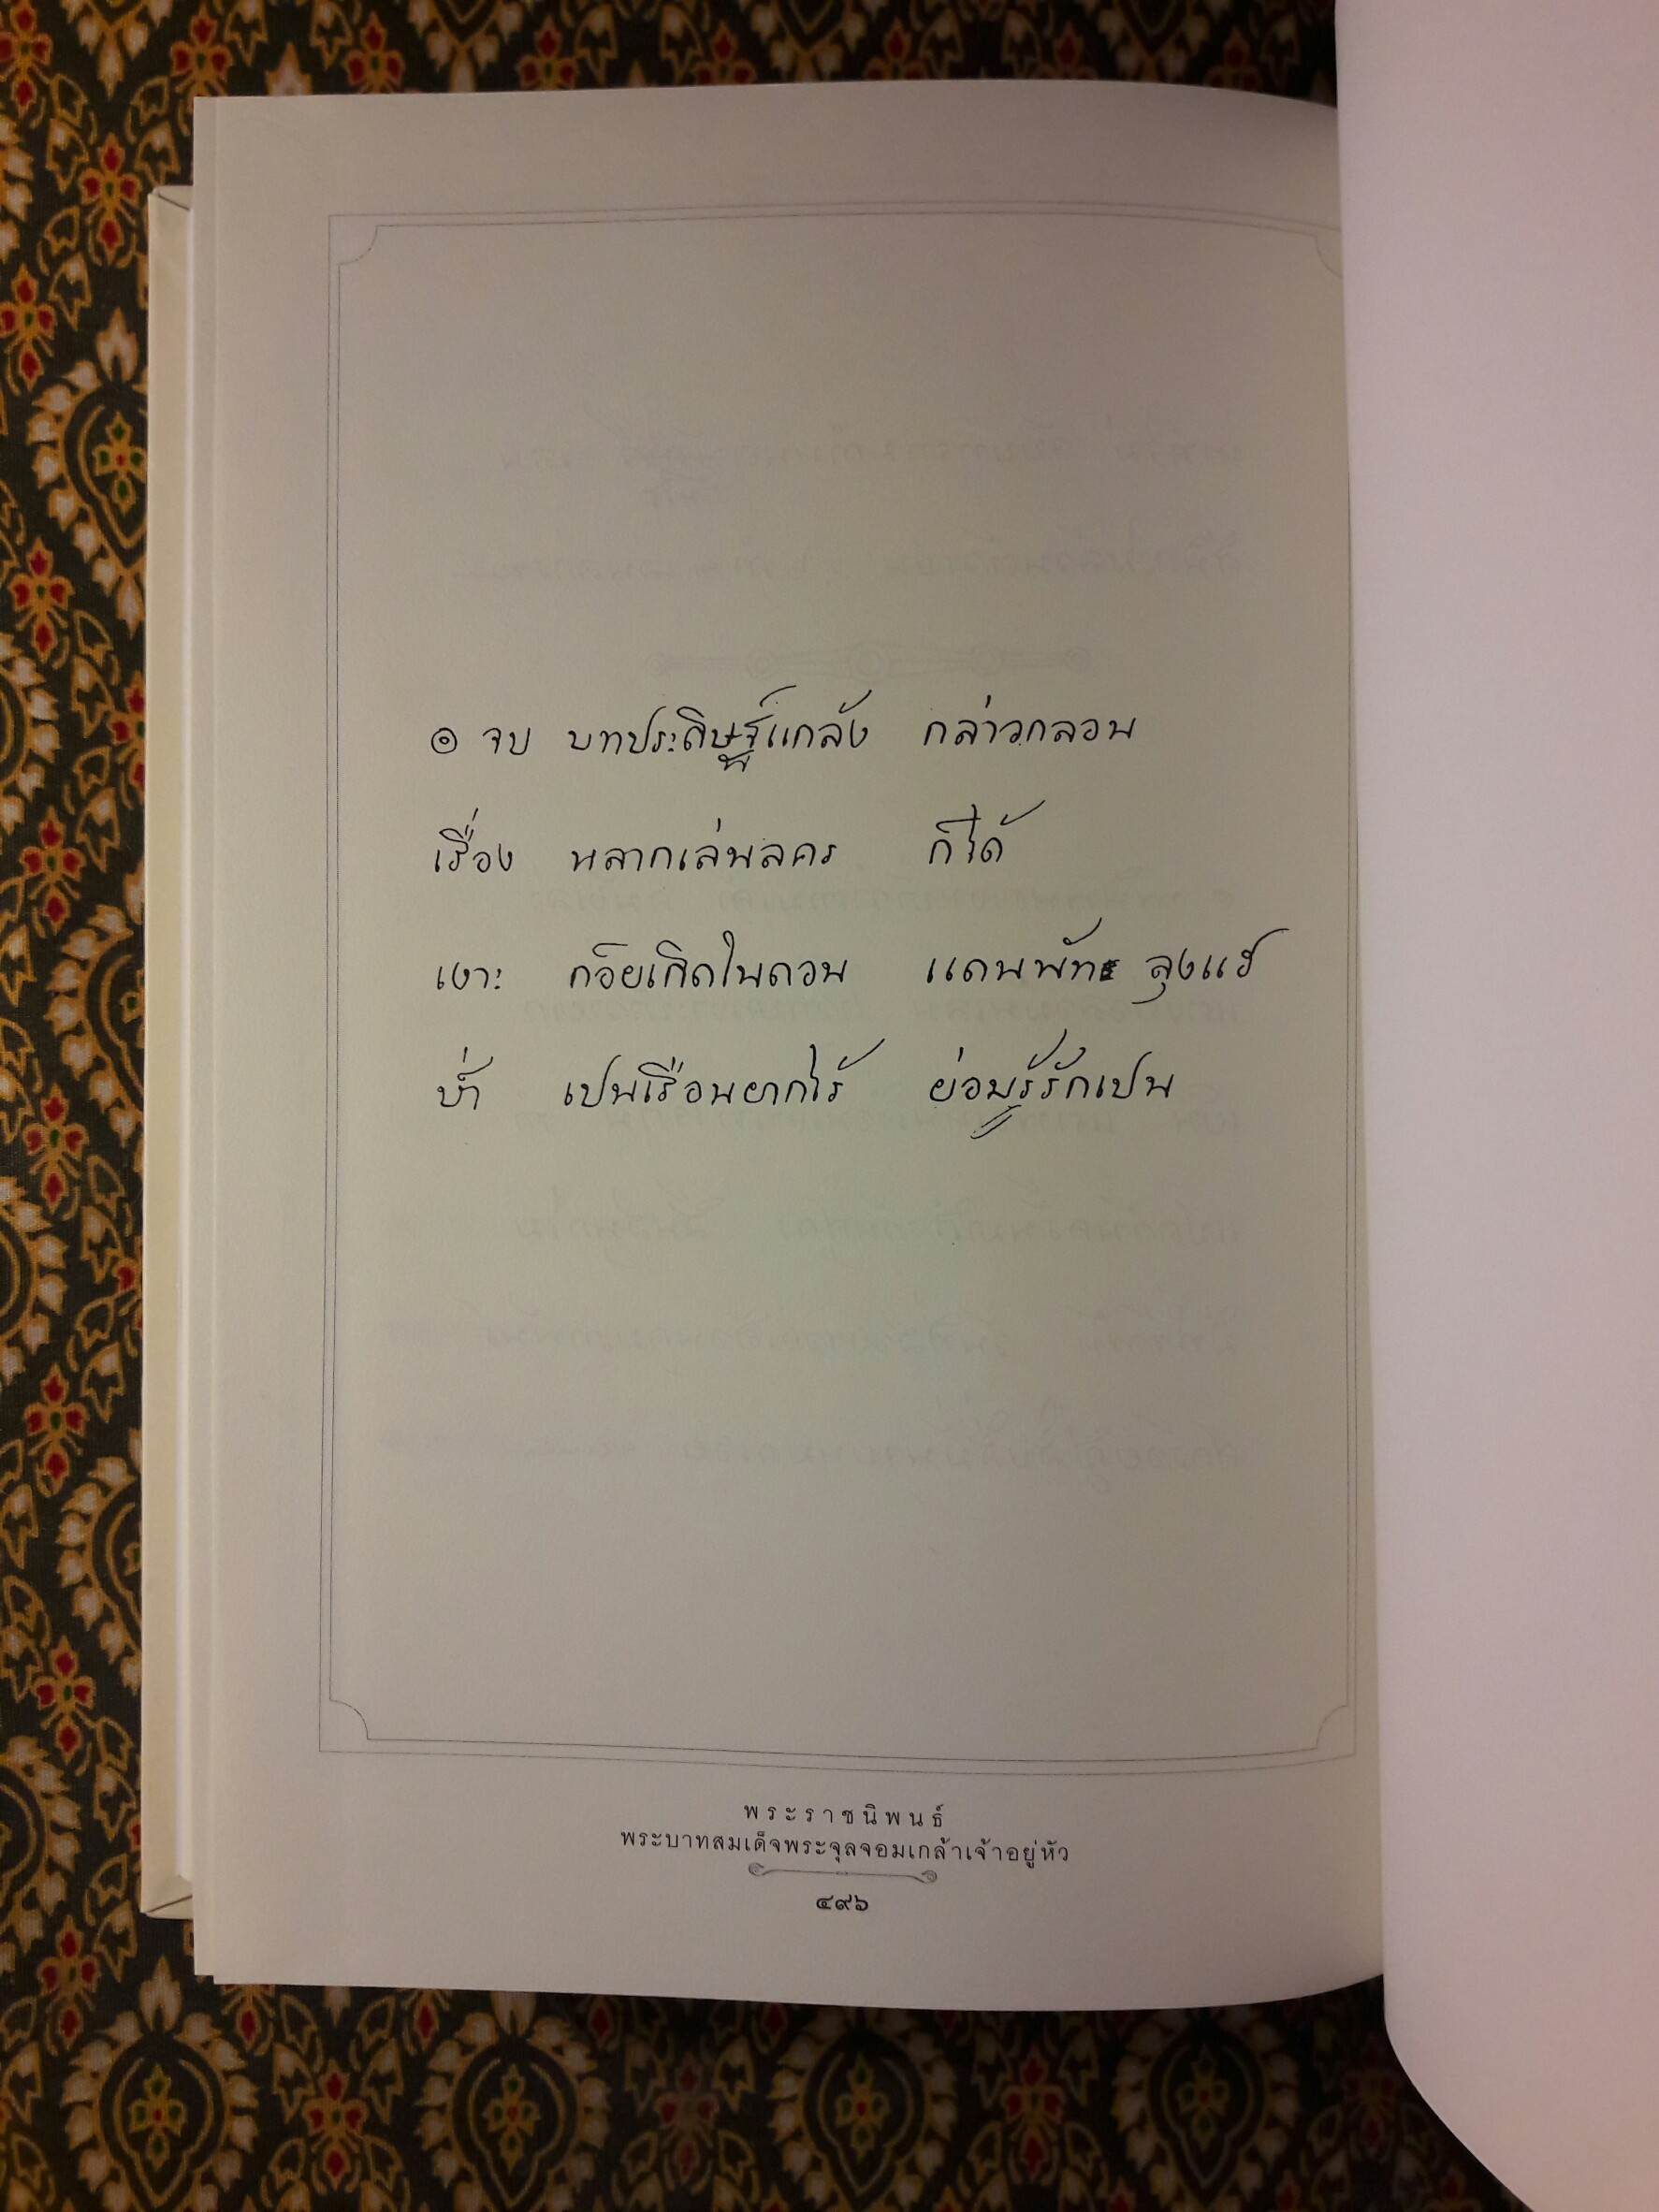 ๏ จบ บทประดิษฐ์แกล้ง กล่าวกลอน
เรื่อง หลากเล่นลคร ก็ได้
เงาะ ก็อยเกิดในดอน แดนพัท ลุงแฮ
ป่า เปนเรือนยากไร้ ย่อมรู้รักเปน
พระราชนิพนธ์
พระบาทสมเด็จพระจุลจอมเกล้าเจ้าอยู่หัว
๔๙๖